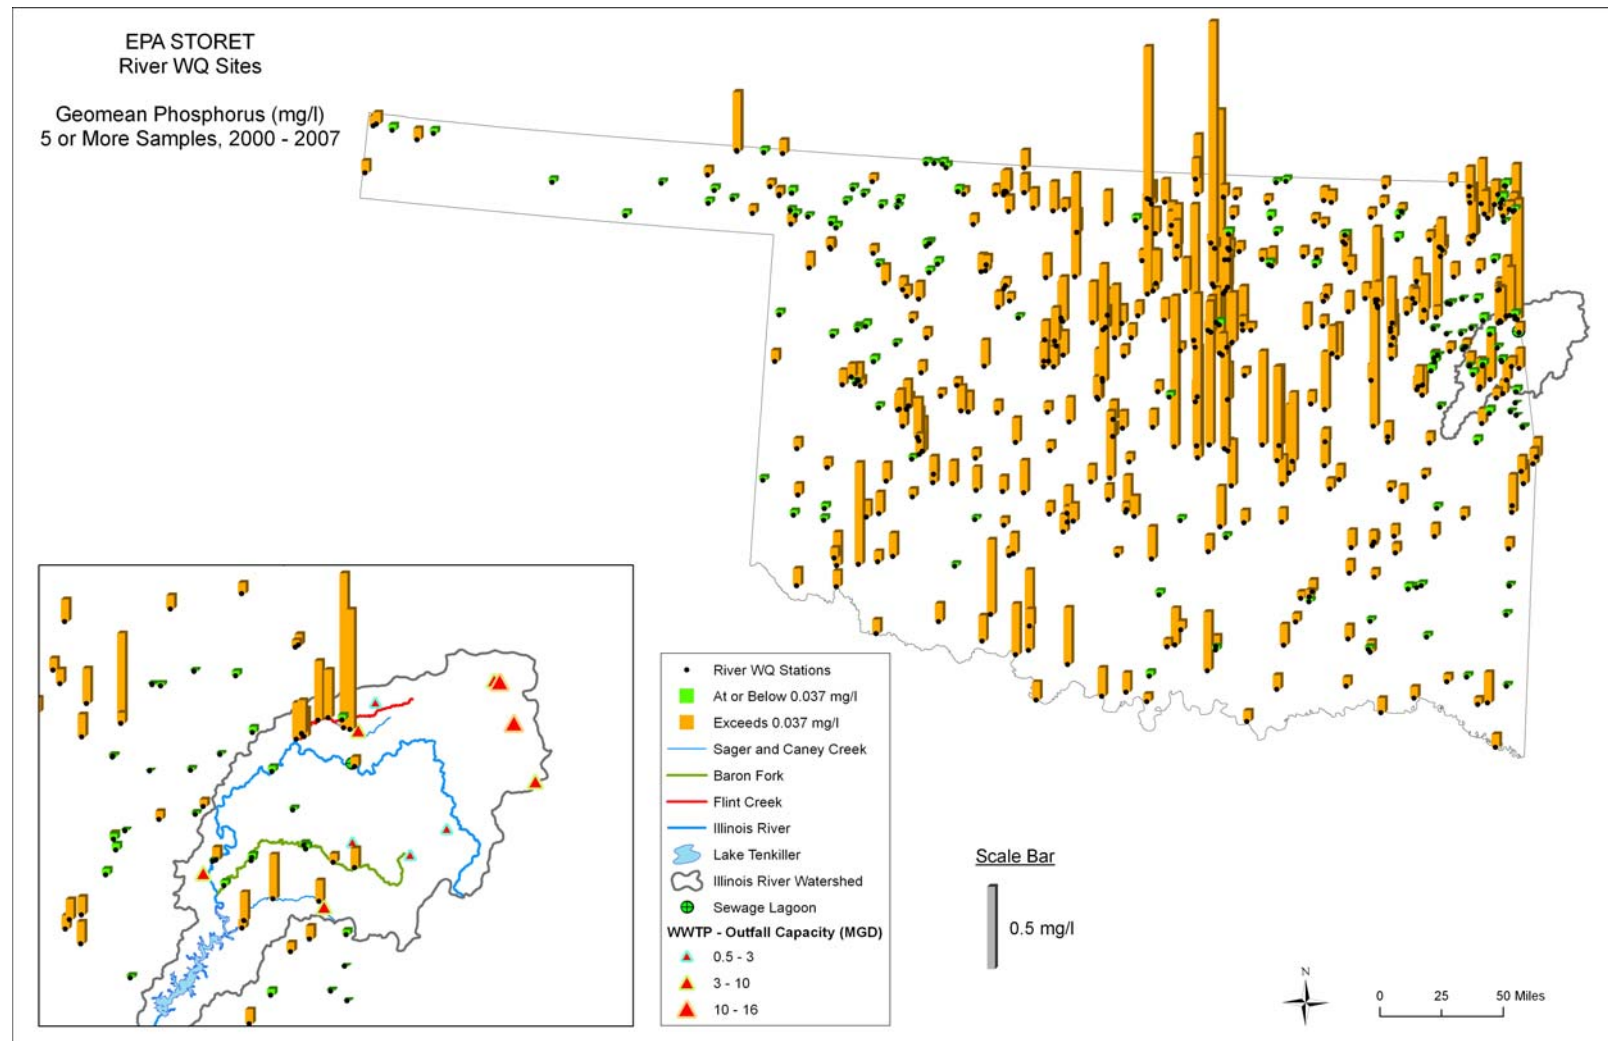 EPA STORET
River WQ Sites
Geomean Phosphorus (mg/l)
5 or More Samples, 2000 - 2007
River WQ Stations
At or Below 0.037 mg/l
Exceeds 0.037 mg/l
Sager and Caney Creek
Baron Fork
Flint Creek
Illinois River
Lake Tenkiller
Illinois River Watershed
Sewage Lagoon
WWTP - Outfall Capacity (MGD)
0.5 - 3
3 - 10
10 - 16
Scale Bar
0.5 mg/l
N
0 25 50 Miles